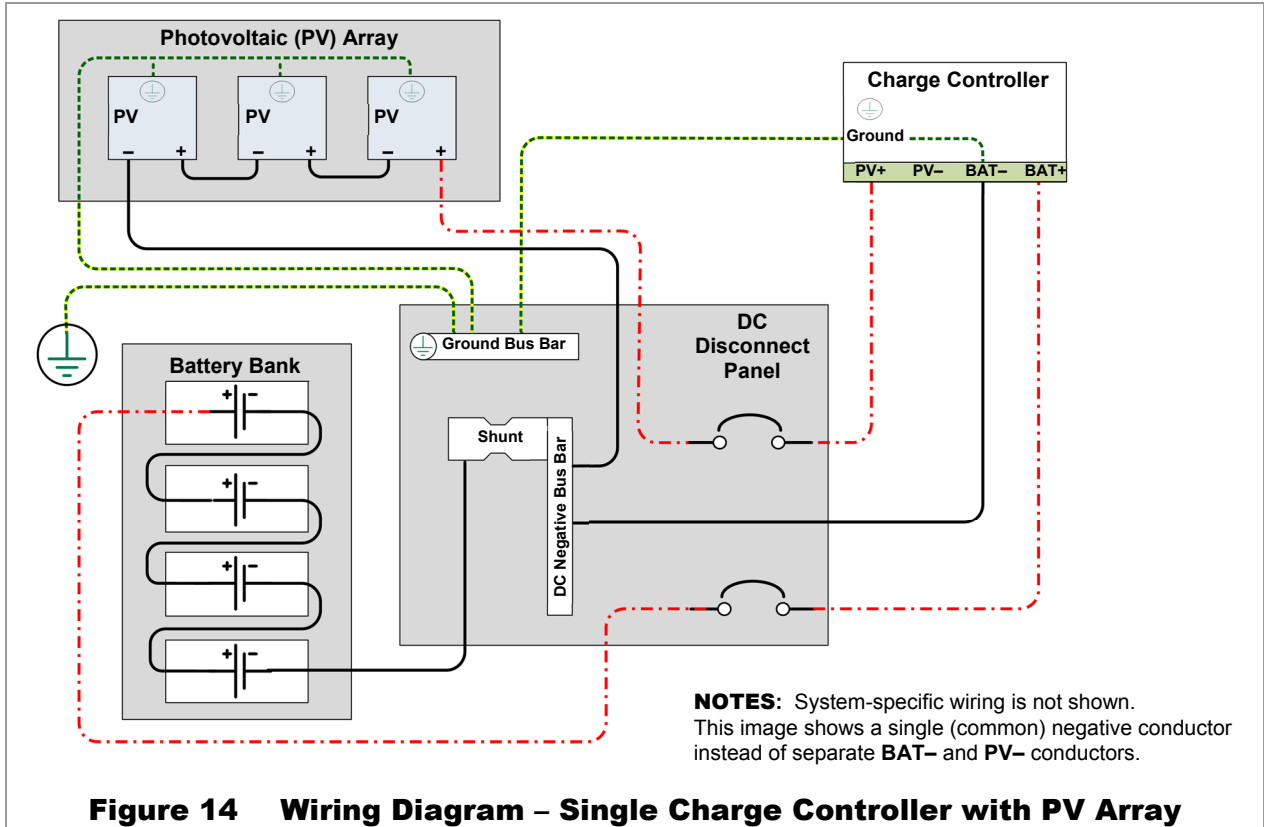 Photovoltaic (PV) Array
PV
PV
PV
– +
– +
– +
Charge Controller
Ground
PV+ PV– BAT– BAT+
Ground Bus Bar
DC
Disconnect
Panel
Battery Bank
+ -
+ -
+ -
+ -
Shunt
DC Negative Bus Bar
NOTES: System-specific wiring is not shown.
This image shows a single (common) negative conductor
instead of separate BAT– and PV– conductors.
Figure 14 Wiring Diagram – Single Charge Controller with PV Array